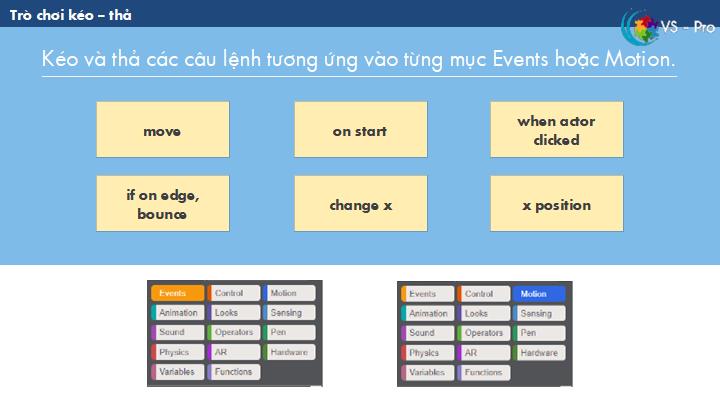 Trò chơi kéo – thả
VS - Pro
Kéo và thả các câu lệnh tương ứng vào từng mục Events hoặc Motion.
move
on start
when actor
clicked
if on edge,
bounce
change x
x position
Events Control Motion
Animation Looks Sensing
Sound Operators Pen
Physics AR Hardware
Variables Functions
Events Control Motion
Animation Looks Sensing
Sound Operators Pen
Physics AR Hardware
Variables Functions